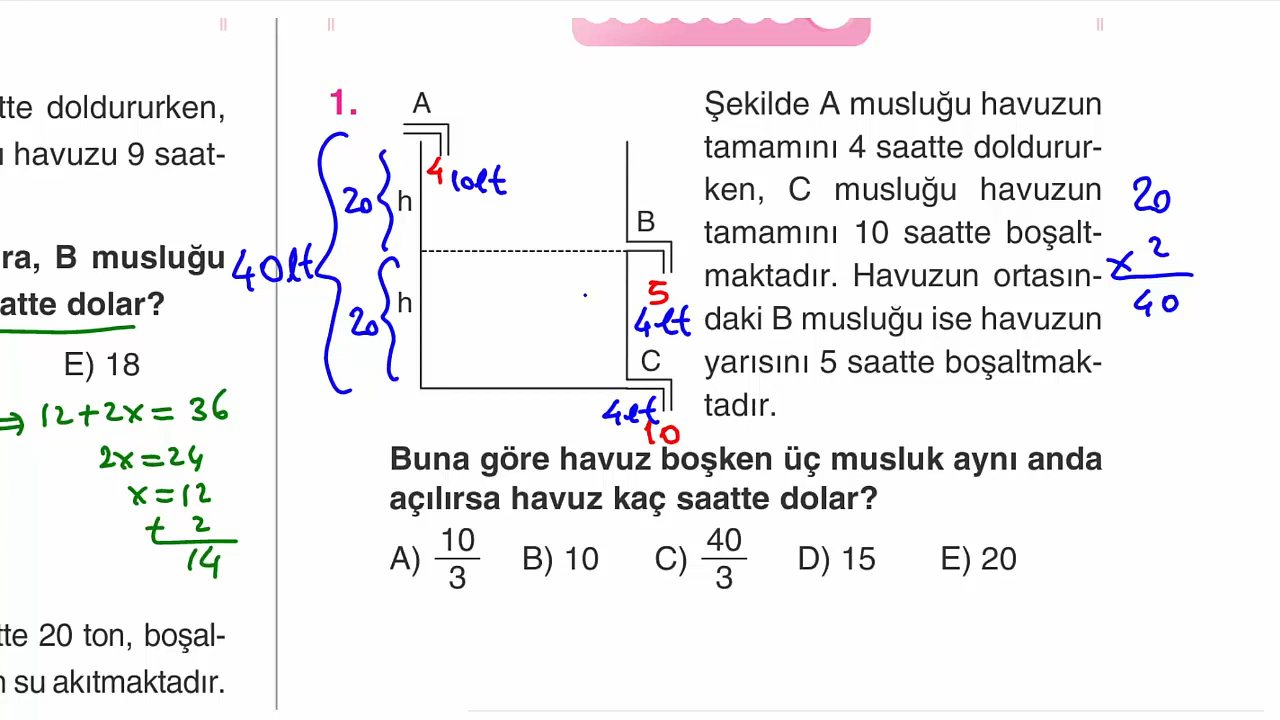 tte doldururken,
ı havuzu 9 saat-
ra, B musluğu
aatte dolar?
E) 18
⇒ 12+2x = 36
2x = 24
x = 12
+ 2
14
tte 20 ton, boşal-
n su akıtmaktadır.
1.
A
4 10lt
20 h
40lt
20 h
B
5
4lt
C
4lt
10
Şekilde A musluğu havuzun
tamamını 4 saatte doldurur-
ken, C musluğu havuzun
tamamını 10 saatte boşalt-
maktadır. Havuzun ortasın-
daki B musluğu ise havuzun
yarısını 5 saatte boşaltmak-
tadır.
20
x 2
40
Buna göre havuz boşken üç musluk aynı anda
açılırsa havuz kaç saatte dolar?
A) 10/3 B) 10 C) 40/3 D) 15 E) 20